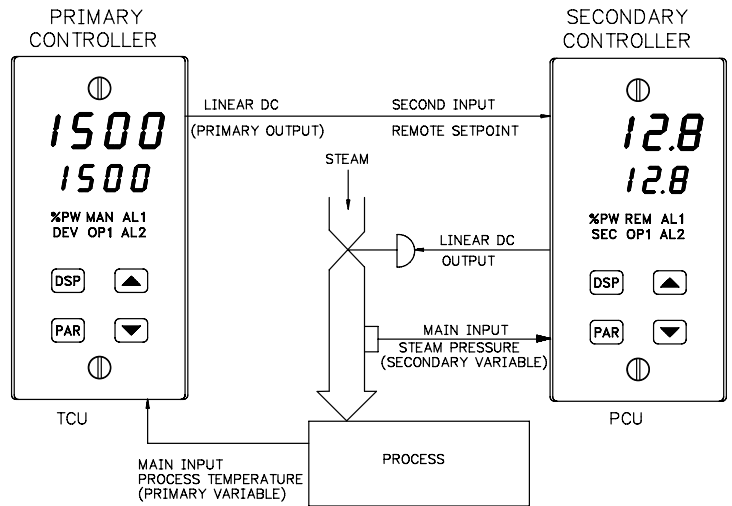 PRIMARY
CONTROLLER
SECONDARY
CONTROLLER
1500
1500
%PW MAN AL1
DEV OP1 AL2
DSP
PAR
TCU
LINEAR DC
(PRIMARY OUTPUT)
SECOND INPUT
REMOTE SETPOINT
STEAM
LINEAR DC
OUTPUT
MAIN INPUT
STEAM PRESSURE
(SECONDARY VARIABLE)
12.8
12.8
%PW REM AL1
SEC OP1 AL2
DSP
PAR
PCU
MAIN INPUT
PROCESS TEMPERATURE
(PRIMARY VARIABLE)
PROCESS